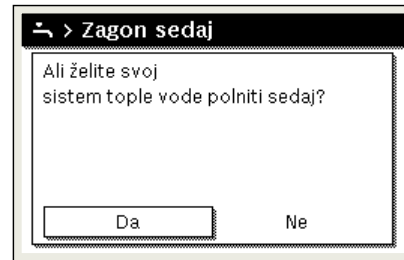 > Zagon sedaj
Ali želite svoj
sistem tople vode polniti sedaj?
Da
Ne